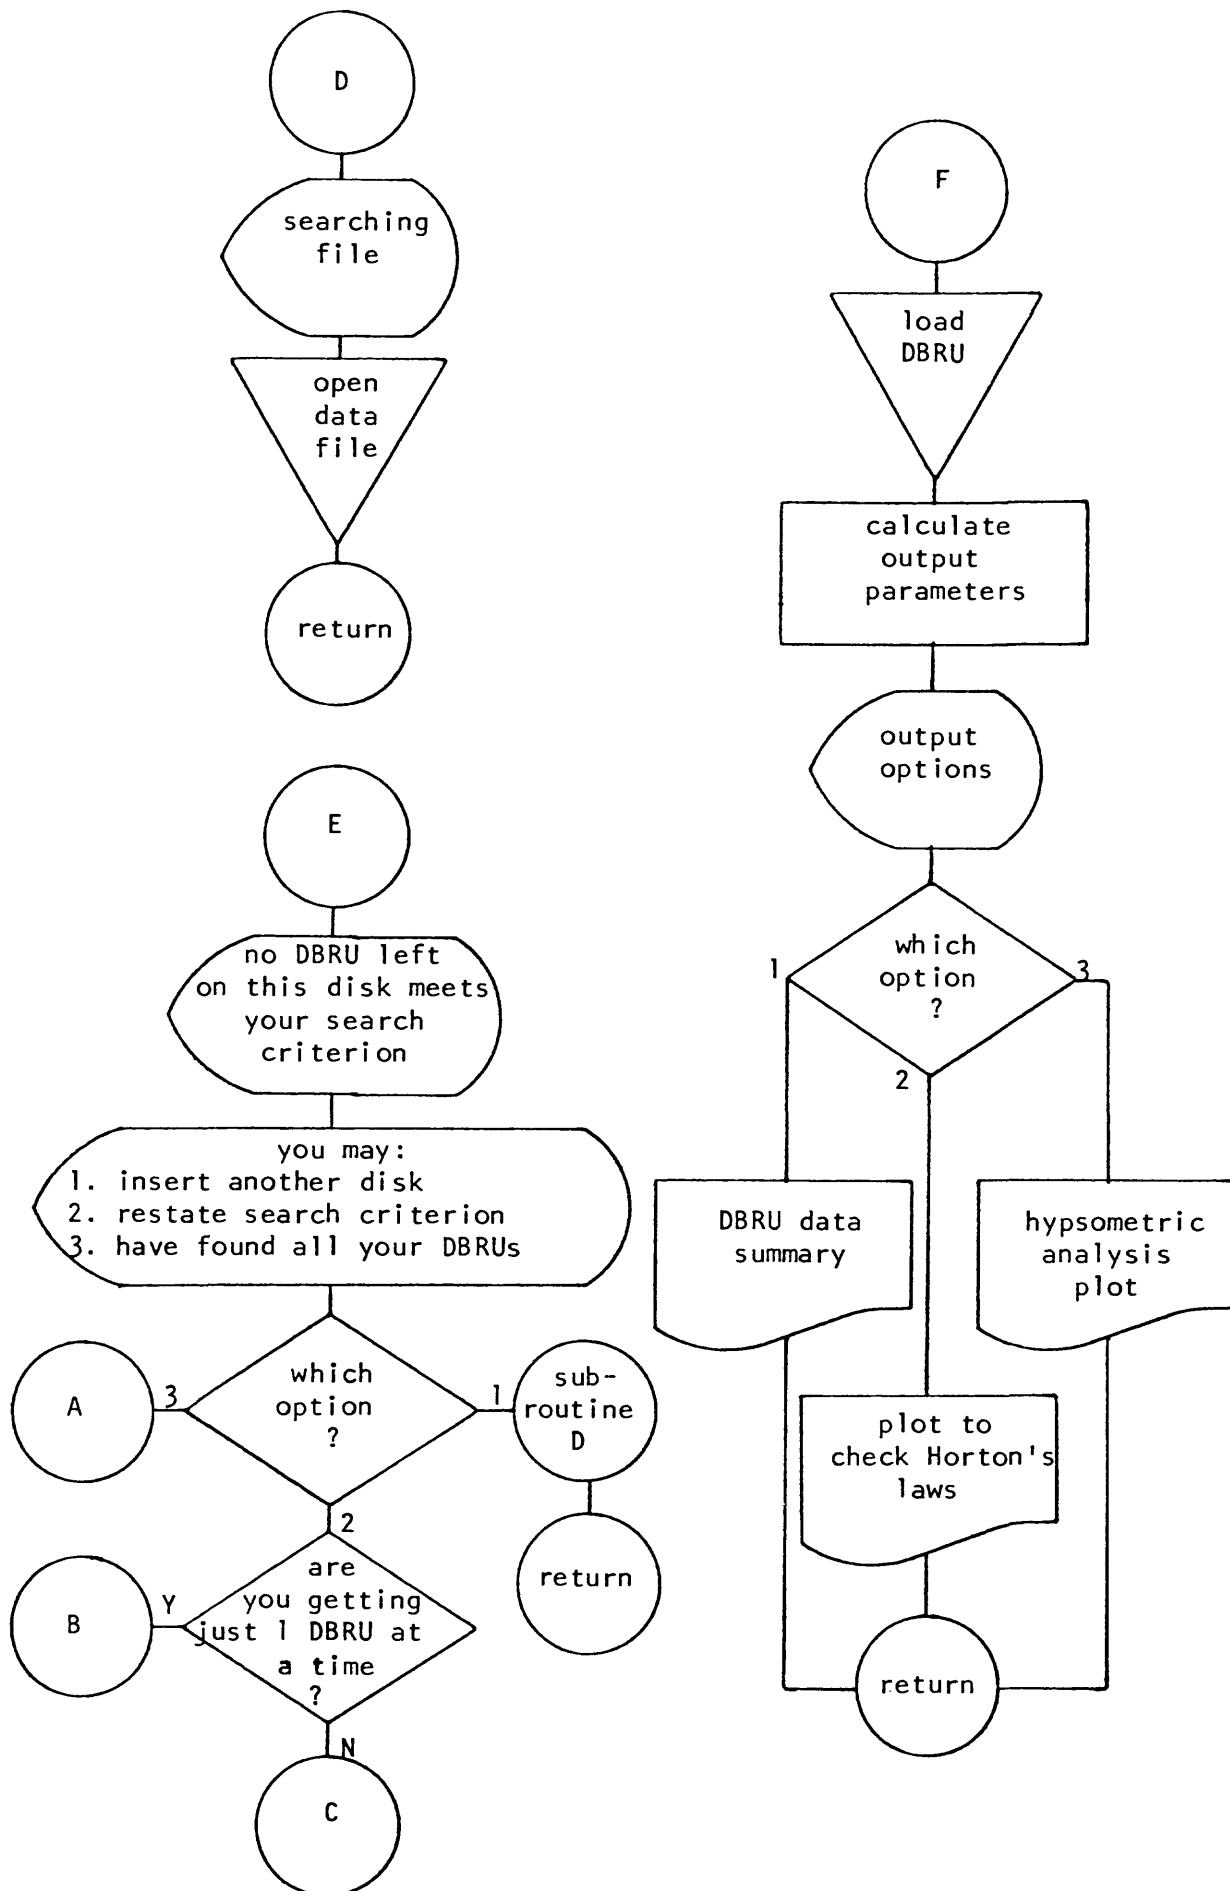 D
searching
file
open
data
file
return
E
no DBRU left
on this disk meets
your search
criterion
you may:
1. insert another disk
2. restate search criterion
3. have found all your DBRUs
which
option
?
3
A
1
sub-
routine
D
return
2
are
you getting
just 1 DBRU at
a time
?
Y
B
N
C
F
load
DBRU
calculate
output
parameters
output
options
which
option
?
1
2
3
DBRU data
summary
plot to
check Horton's
laws
hypsometric
analysis
plot
return